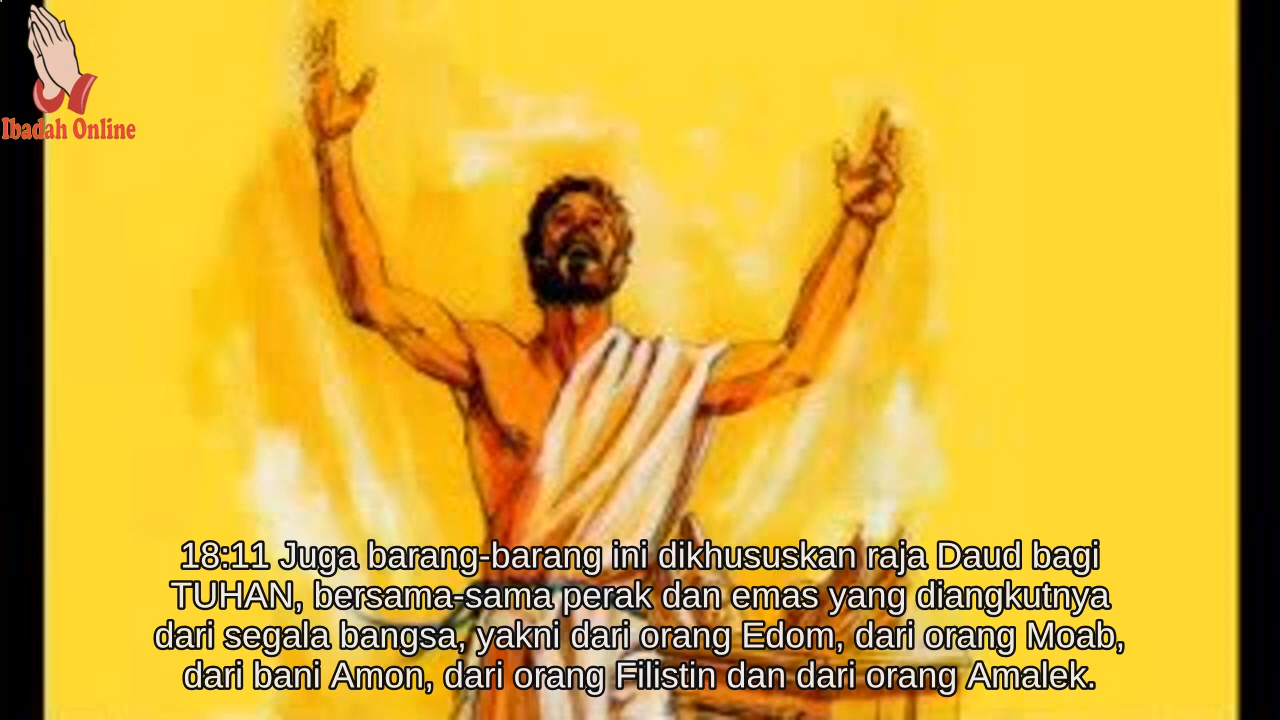 Ibadah Online
18:11 Juga barang-barang ini dikhususkan raja Daud bagi
TUHAN, bersama-sama perak dan emas yang diangkutnya
dari segala bangsa, yakni dari orang Edom, dari orang Moab,
dari bani Amon, dari orang Filistin dan dari orang Amalek.